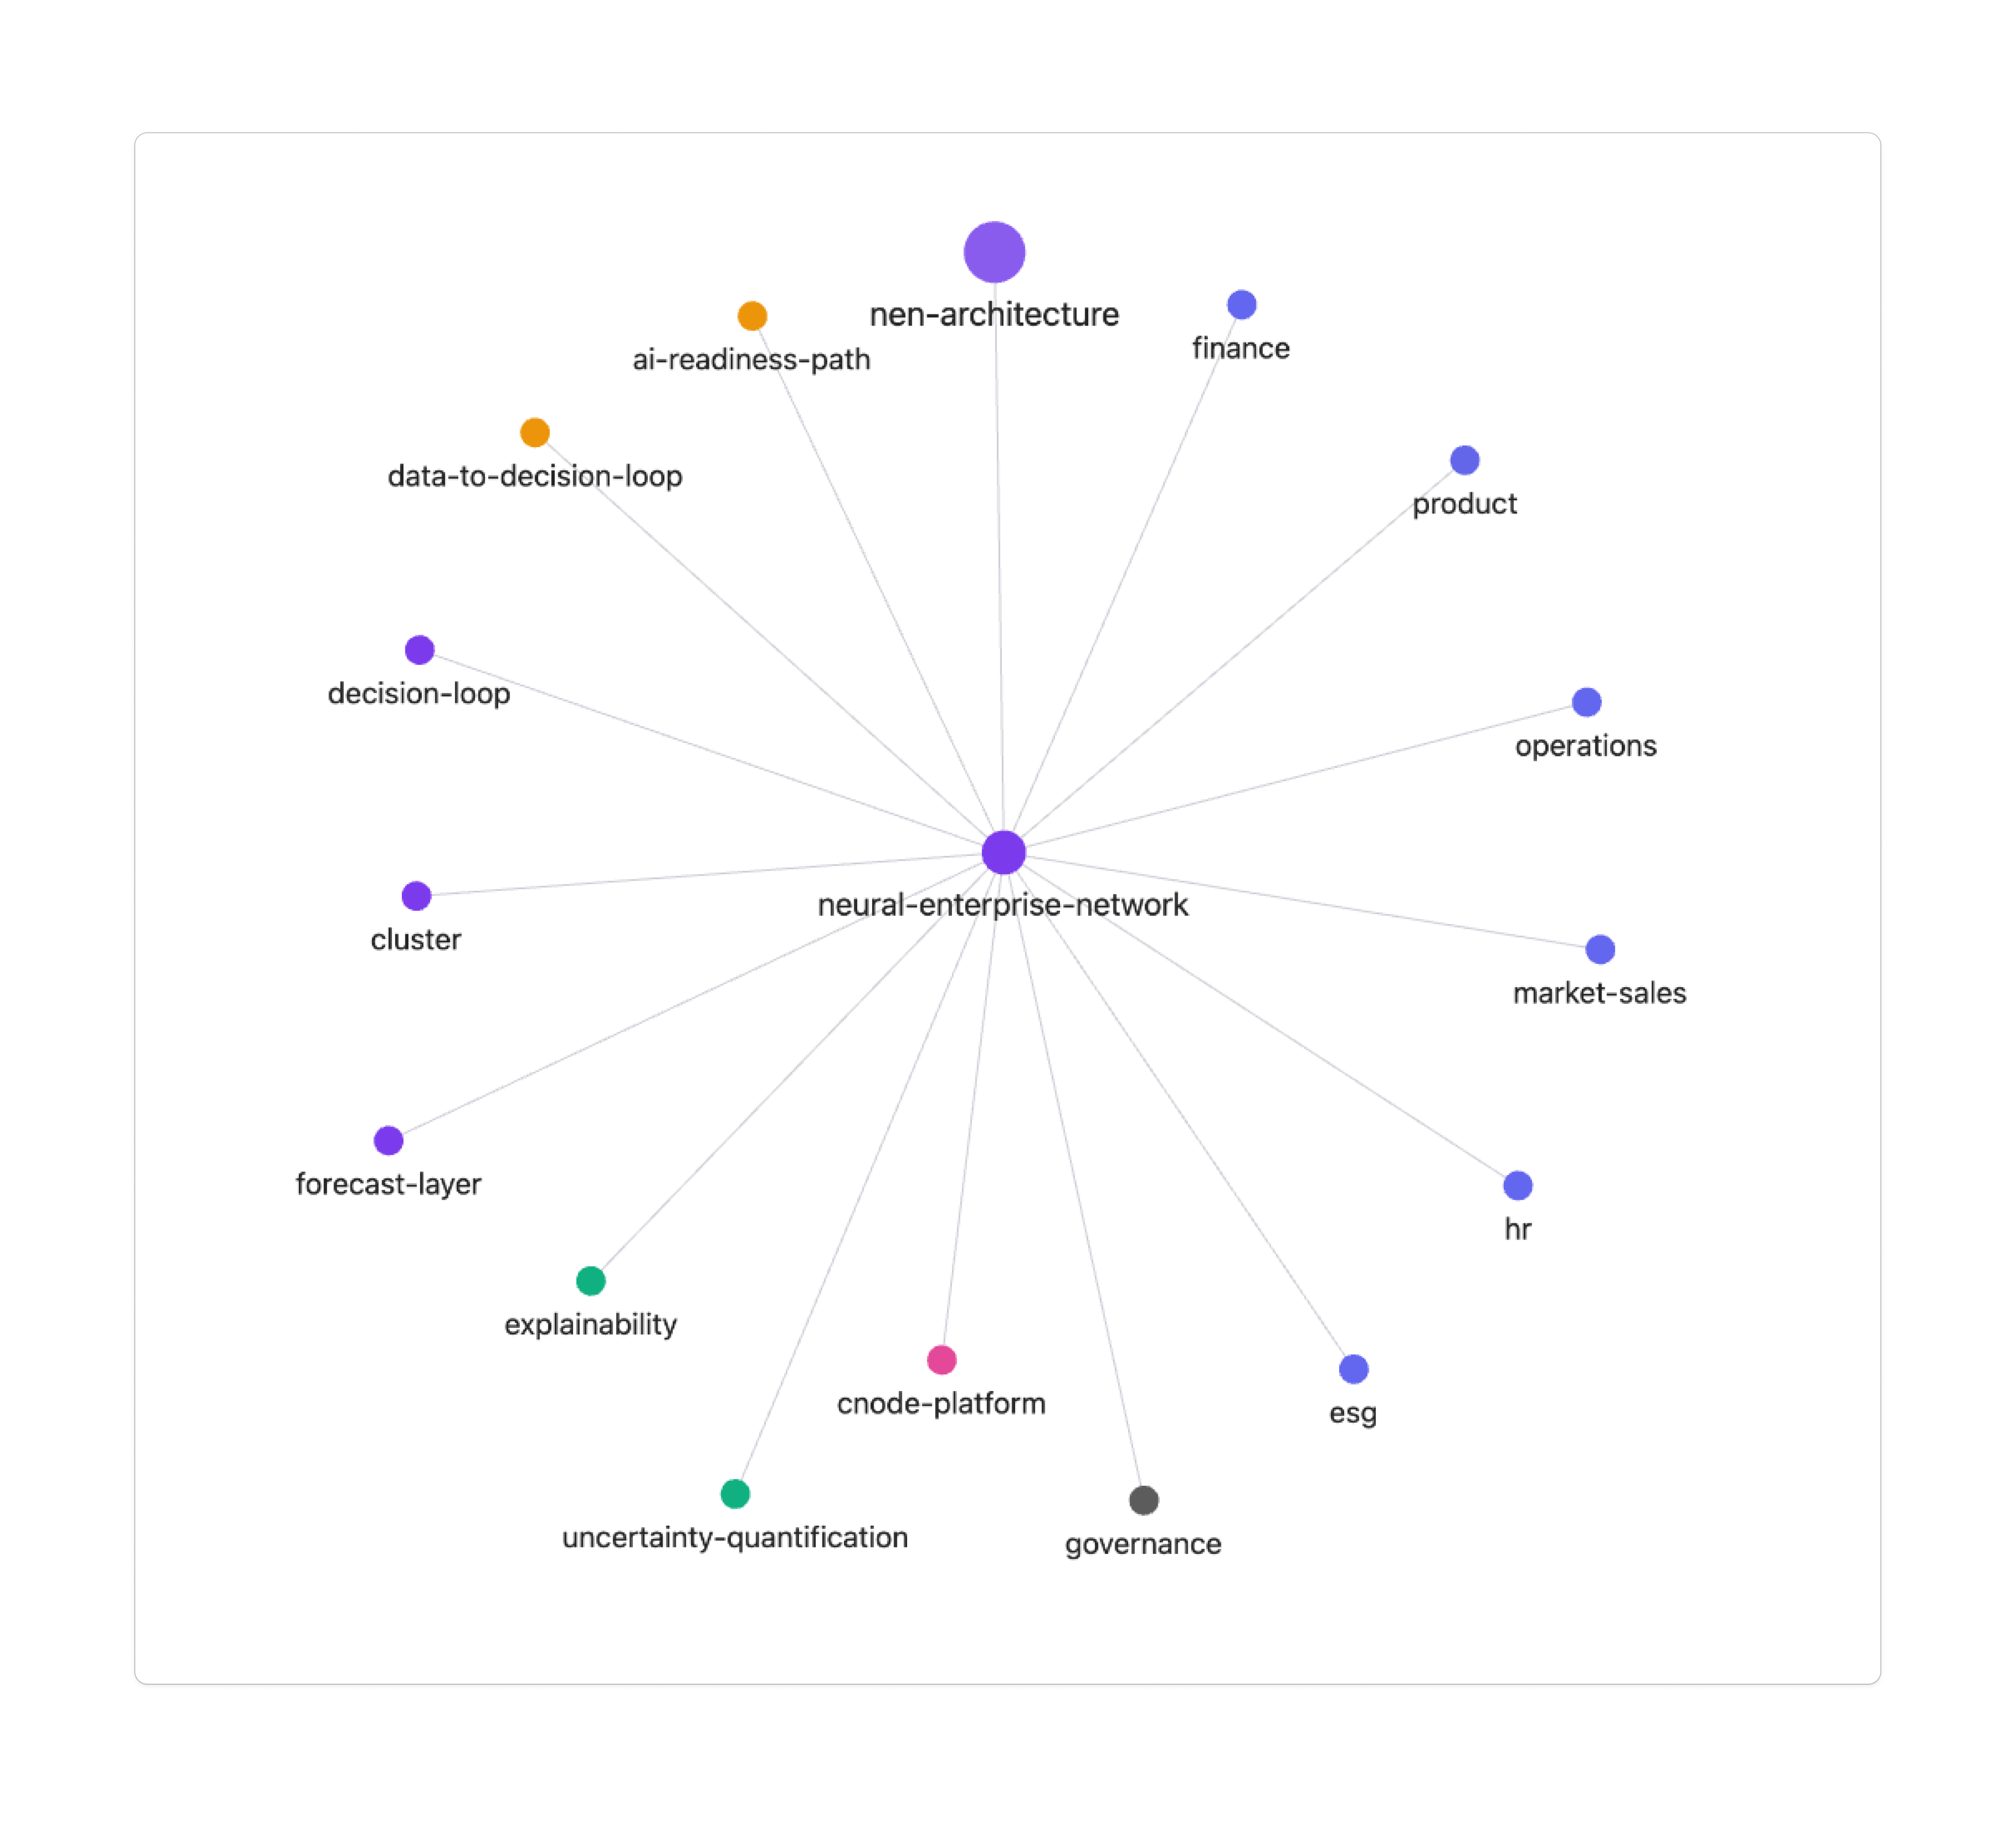 nen-architecture
ai-readiness-path
finance
data-to-decision-loop
product
decision-loop
operations
neural-enterprise-network
cluster
market-sales
forecast-layer
hr
explainability
cnode-platform
esg
uncertainty-quantification
governance